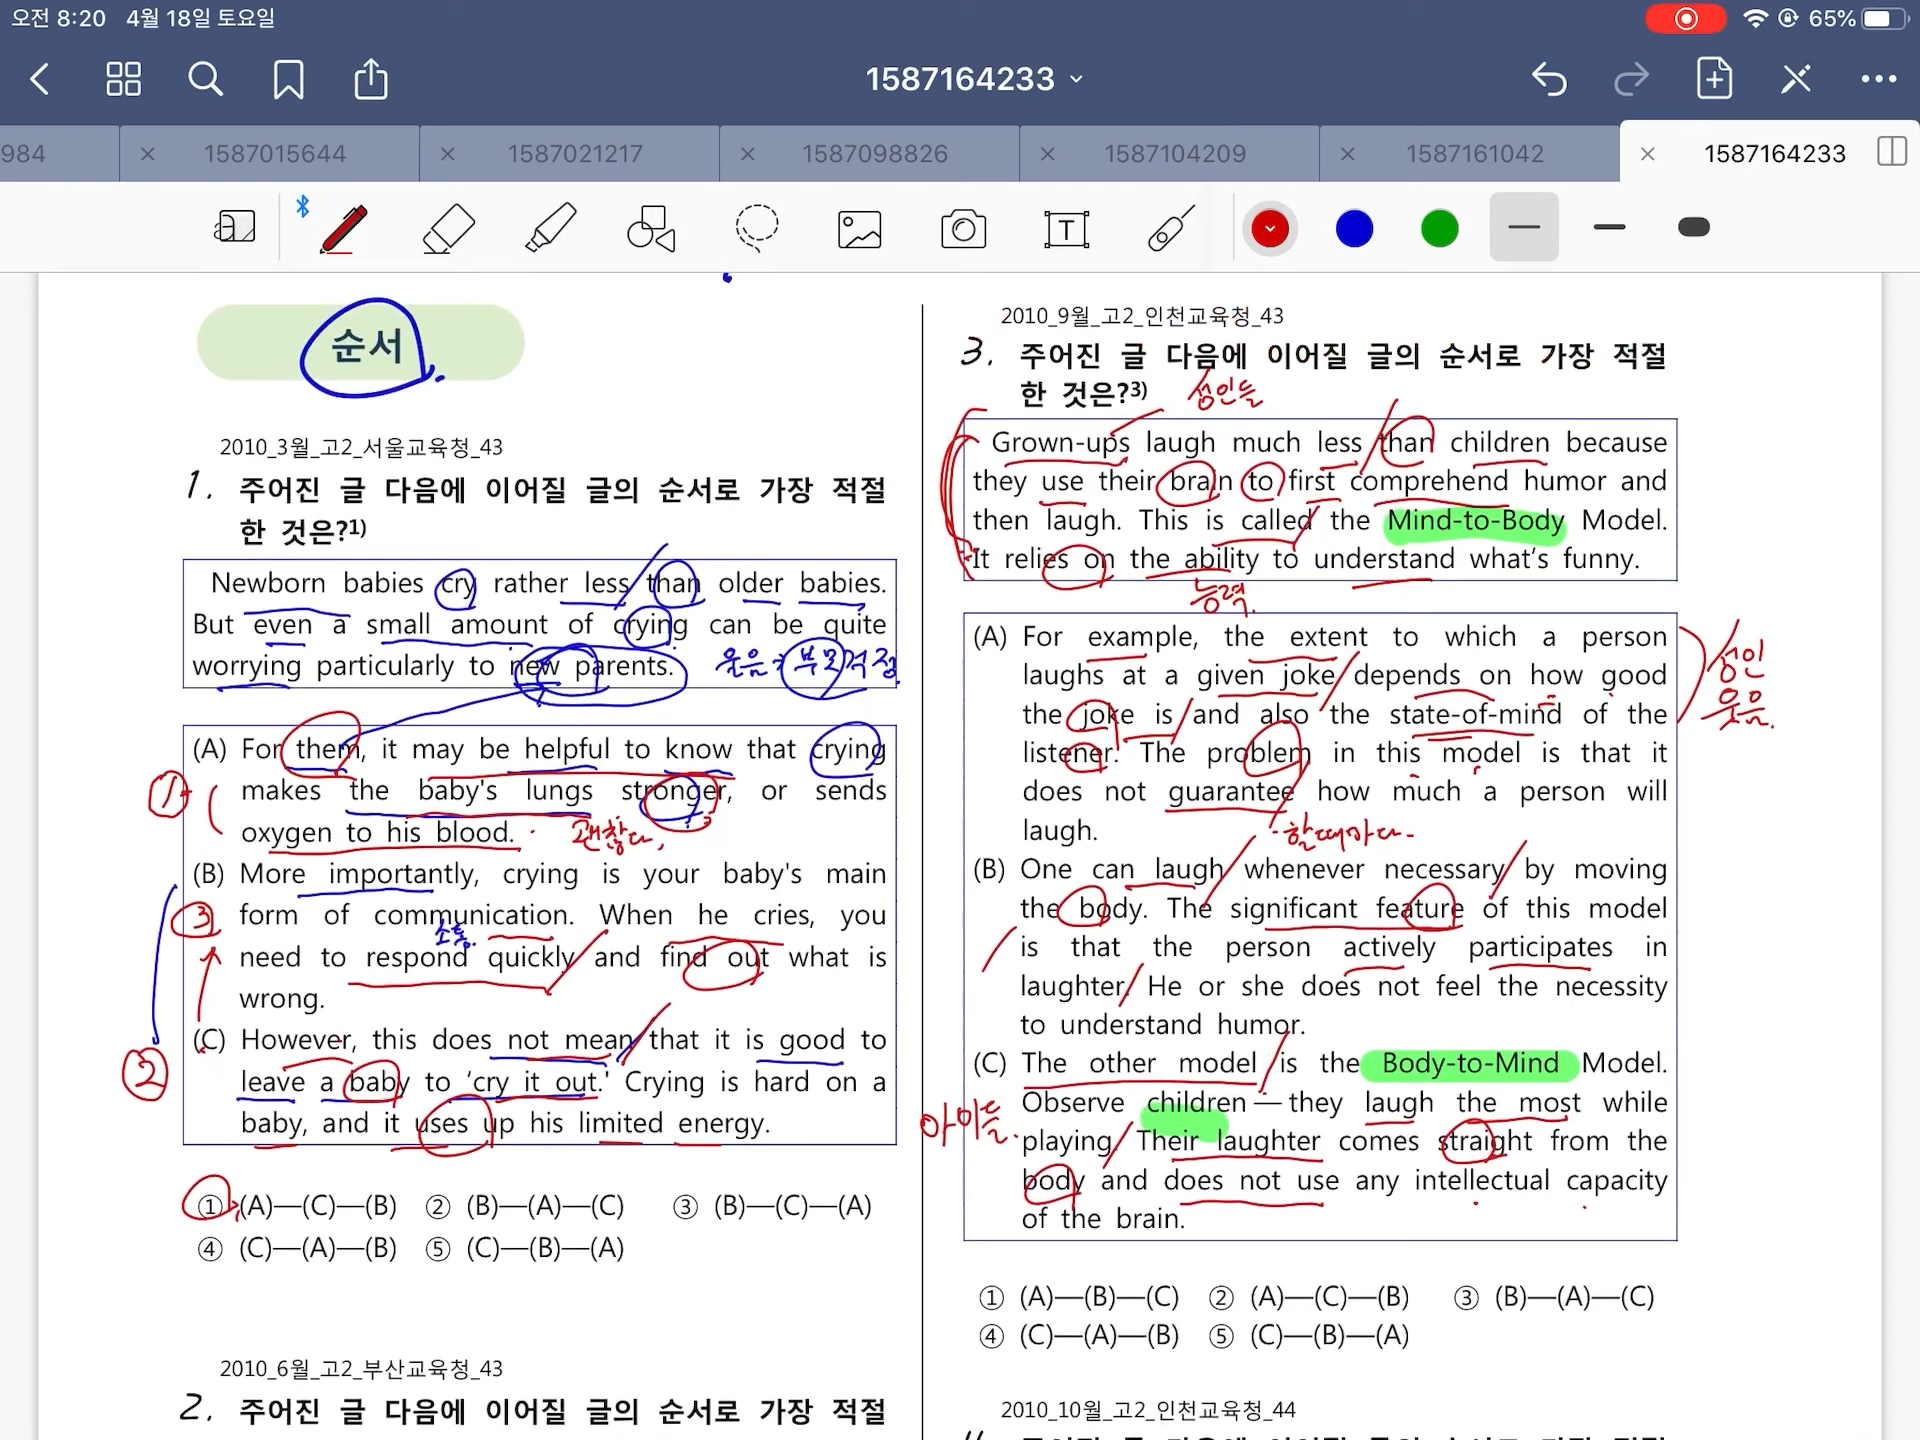 오전 8:20 4월 18일 토요일
65%
1587164233
984
1587015644
1587021217
1587098826
1587104209
1587161042
1587164233
순서
2010_3월_고2_서울교육청_43
1. 주어진 글 다음에 이어질 글의 순서로 가장 적절
한 것은?1)
Newborn babies cry rather less than older babies.
But even a small amount of crying can be quite
worrying particularly to new parents.
울음 → 부모 걱정
(A) For them, it may be helpful to know that crying
makes the baby's lungs stronger, or sends
oxygen to his blood.
괜찮다,
①
(B) More importantly, crying is your baby's main
form of communication. When he cries, you
소통.
need to respond quickly and find out what is
wrong.
③
(C) However, this does not mean that it is good to
leave a baby to ‘cry it out.' Crying is hard on a
baby, and it uses up his limited energy.
②
① (A)—(C)—(B) ② (B)—(A)—(C) ③ (B)—(C)—(A)
④ (C)—(A)—(B) ⑤ (C)—(B)—(A)
2010_6월_고2_부산교육청_43
2. 주어진 글 다음에 이어질 글의 순서로 가장 적절
2010_9월_고2_인천교육청_43
3. 주어진 글 다음에 이어질 글의 순서로 가장 적절
한 것은?3)
성인들
Grown-ups laugh much less than children because
they use their brain to first comprehend humor and
then laugh. This is called the Mind-to-Body Model.
It relies on the ability to understand what's funny.
능력.
(A) For example, the extent to which a person
laughs at a given joke depends on how good
the joke is and also the state-of-mind of the
listener. The problem in this model is that it
does not guarantee how much a person will
laugh.
성인
웃음.
할 때마다-
(B) One can laugh whenever necessary by moving
the body. The significant feature of this model
is that the person actively participates in
laughter. He or she does not feel the necessity
to understand humor.
(C) The other model is the Body-to-Mind Model.
Observe children — they laugh the most while
아이들.
playing. Their laughter comes straight from the
body and does not use any intellectual capacity
of the brain.
① (A)—(B)—(C) ② (A)—(C)—(B) ③ (B)—(A)—(C)
④ (C)—(A)—(B) ⑤ (C)—(B)—(A)
2010_10월_고2_인천교육청_44